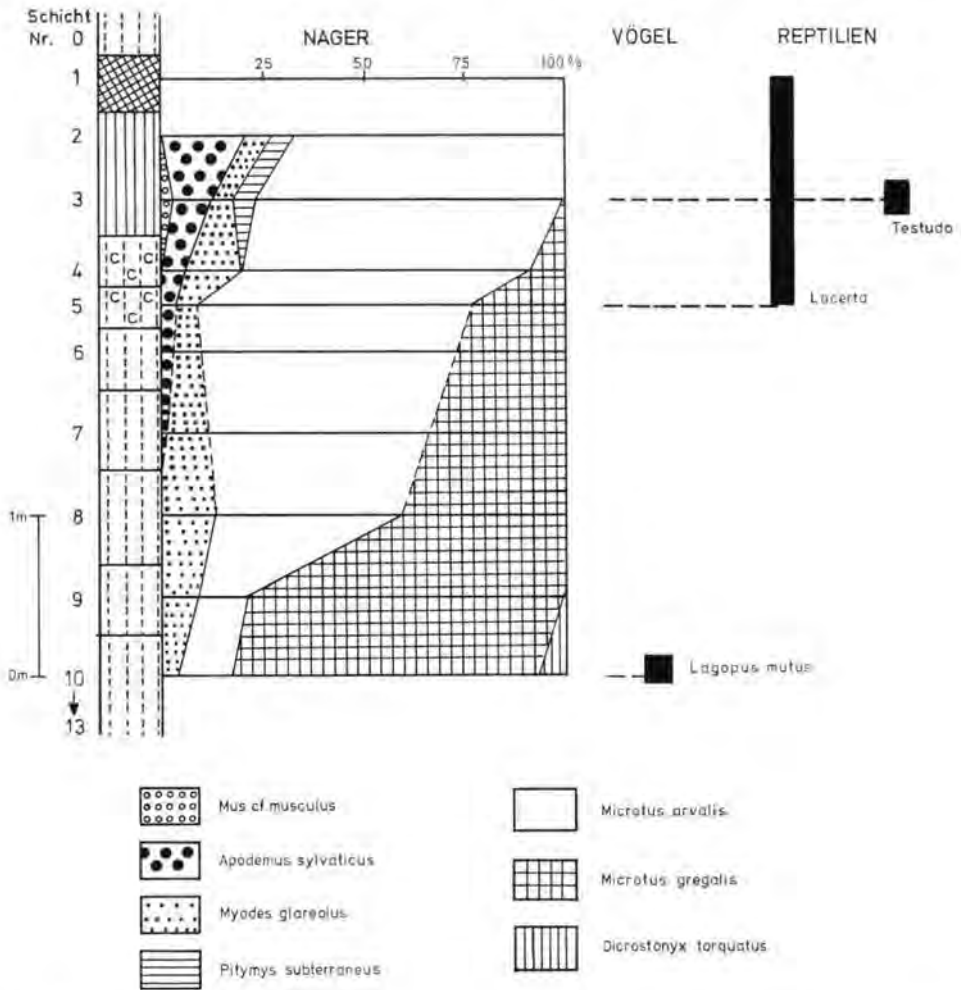 Schicht
Nr. 0
NAGER
VÖGEL
REPTILIEN
25 50 75 100%
1
2
3
Testudo
4
C C C
5
C C C
Lacerta
6
7
1m
8
9
0m
10
Lagopus mutus
13
Mus cf. musculus
Apodemus sylvaticus
Myodes glareolus
Pitymys subterraneus
Microtus arvalis
Microtus gregalis
Dicrostonyx torquatus